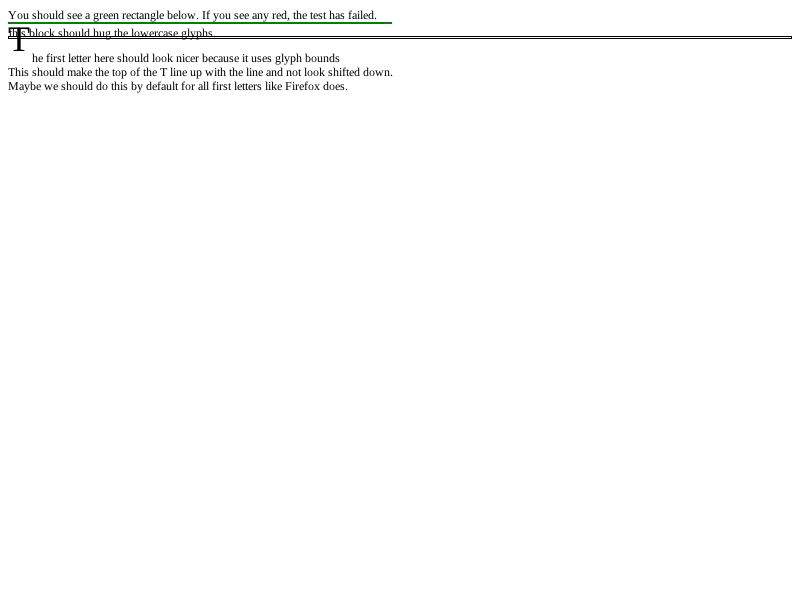 You should see a green rectangle below. If you see any red, the test has failed.
this block should hug the lowercase glyphs
The first letter here should look nicer because it uses glyph bounds
This should make the top of the T line up with the line and not look shifted down.
Maybe we should do this by default for all first letters like Firefox does.